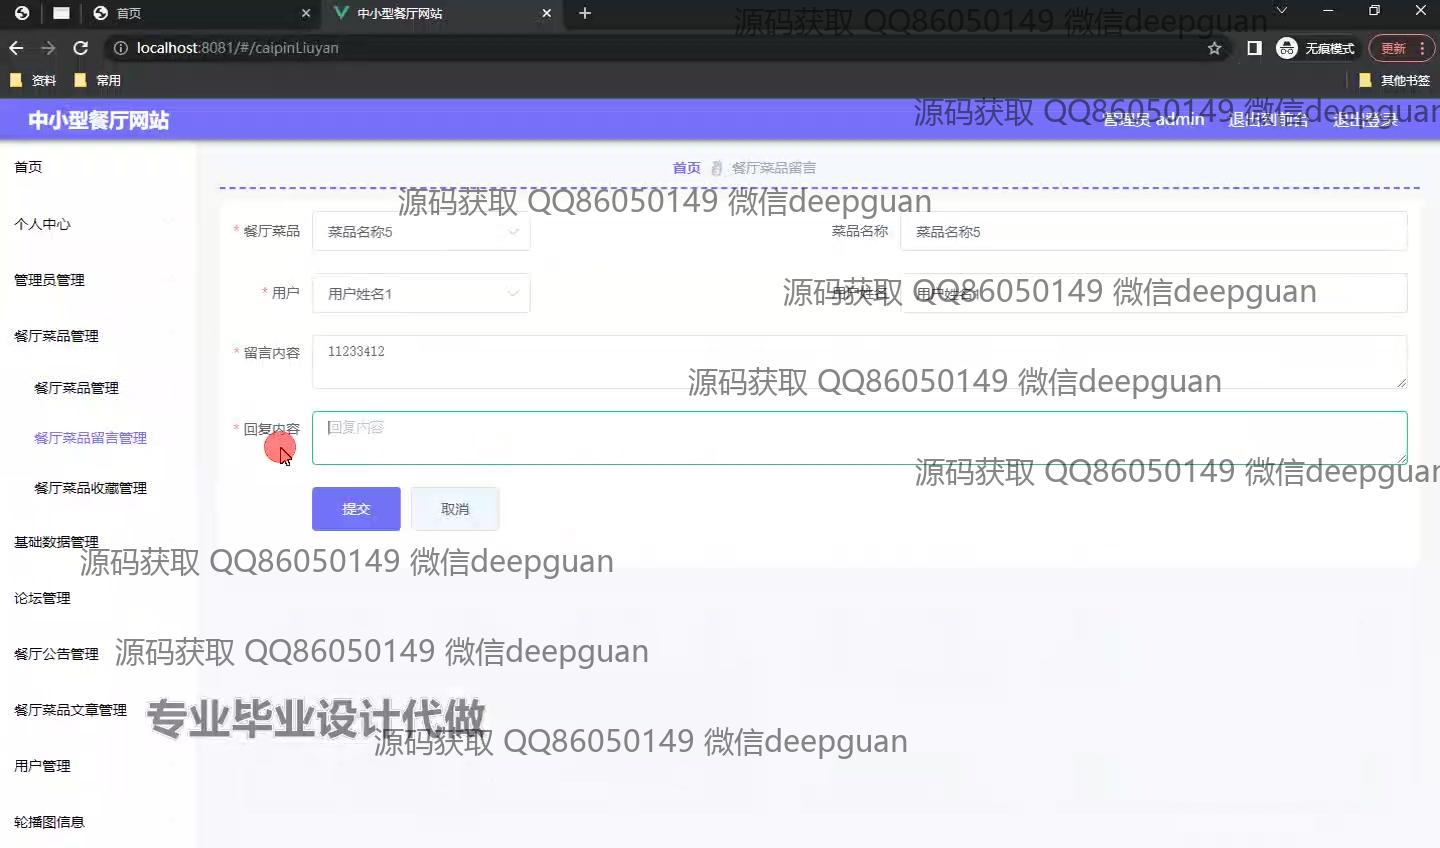 首页
中小型餐厅网站
源码获取 QQ86050149 微信deepguan
localhost:8081/#/caipinLiuyan
无痕模式
更新
资料
常用
其他书签
中小型餐厅网站
源码获取 QQ86050149 微信deepguan
管理员 admin
退出到前台
退出登录
首页
首页
餐厅菜品留言
源码获取 QQ86050149 微信deepguan
个人中心
* 餐厅菜品
菜品名称5
菜品名称
菜品名称5
管理员管理
* 用户
用户姓名1
用户姓名
用户姓名1
源码获取 QQ86050149 微信deepguan
餐厅菜品管理
* 留言内容
11233412
餐厅菜品管理
源码获取 QQ86050149 微信deepguan
餐厅菜品留言管理
* 回复内容
回复内容
源码获取 QQ86050149 微信deepguan
餐厅菜品收藏管理
提交
取消
基础数据管理
源码获取 QQ86050149 微信deepguan
论坛管理
餐厅公告管理
源码获取 QQ86050149 微信deepguan
餐厅菜品文章管理
专业毕业设计代做
源码获取 QQ86050149 微信deepguan
用户管理
轮播图信息